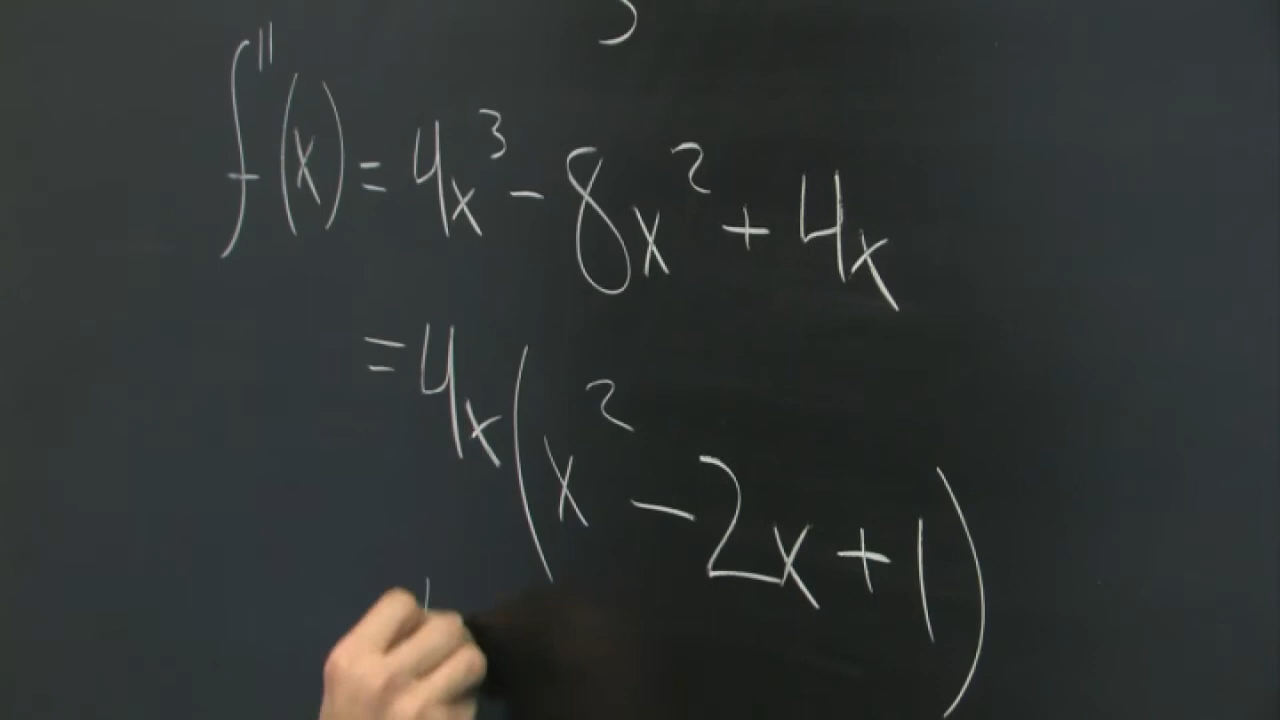 f''(x) = 4x³ - 8x² + 4x
= 4x(x² - 2x + 1)